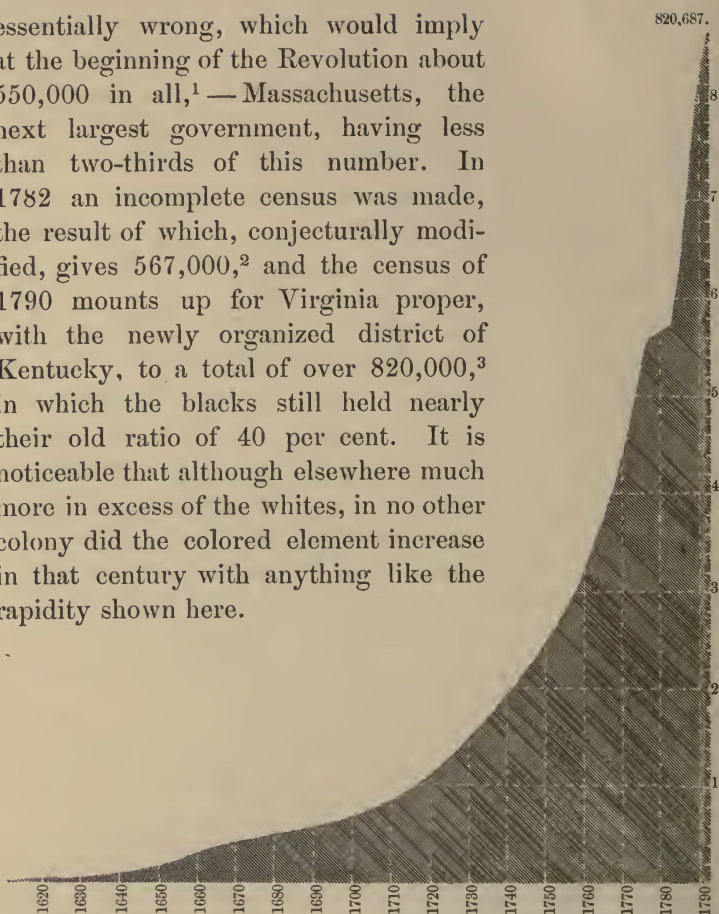 essentially wrong, which would imply
at the beginning of the Revolution about
550,000 in all,¹ — Massachusetts, the
next largest government, having less
than two-thirds of this number. In
1782 an incomplete census was made,
the result of which, conjecturally modi-
fied, gives 567,000,² and the census of
1790 mounts up for Virginia proper,
with the newly organized district of
Kentucky, to a total of over 820,000,³
in which the blacks still held nearly
their old ratio of 40 per cent. It is
noticeable that although elsewhere much
more in excess of the whites, in no other
colony did the colored element increase
in that century with anything like the
rapidity shown here.
820,687.
8
7
6
5
4
3
2
1
1620 1630 1640 1650 1660 1670 1680 1690 1700 1710 1720 1730 1740 1750 1760 1770 1780 1790